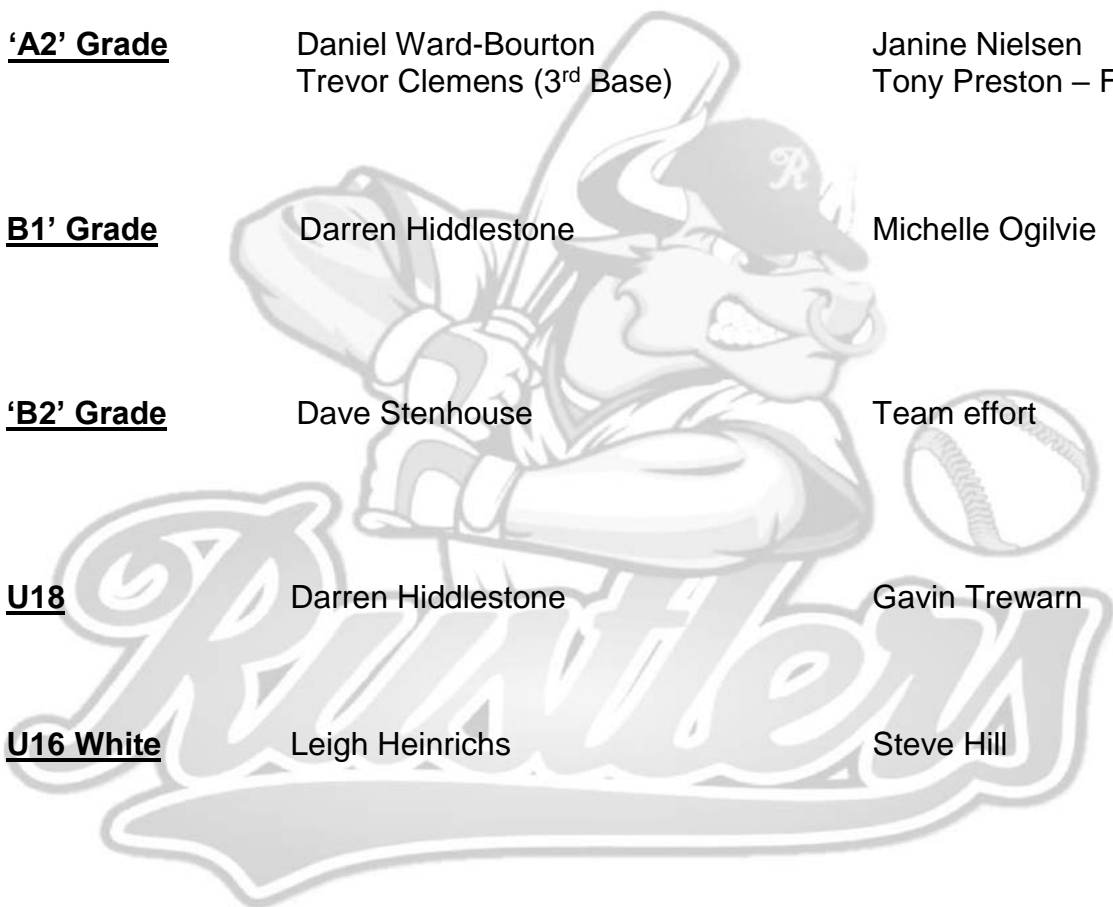 ‘A2’ Grade Daniel Ward-Bourton Janine Nielsen
Trevor Clemens (3rd Base) Tony Preston –
B1’ Grade Darren Hiddlestone Michelle Ogilvie
R
‘B2’ Grade Dave Stenhouse Team effort
U18 Darren Hiddlestone Gavin Trewarn
Rustlers
U16 White Leigh Heinrichs Steve Hill